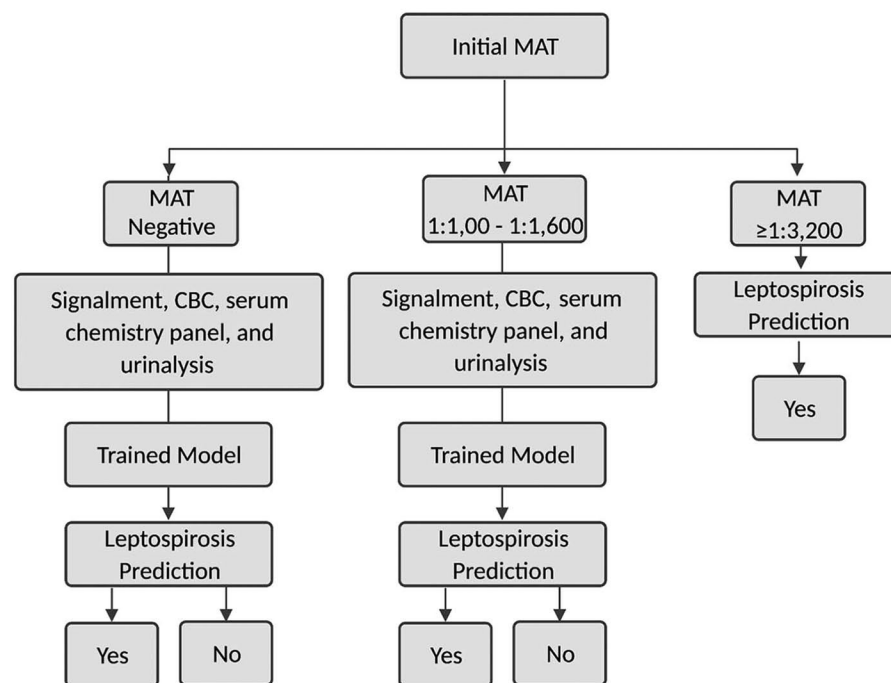 Initial MAT
MAT
Negative
MAT
1:1,00 - 1:1,600
MAT
≥1:3,200
Signalment, CBC, serum
chemistry panel, and
urinalysis
Signalment, CBC, serum
chemistry panel, and
urinalysis
Leptospirosis
Prediction
Yes
Trained Model
Trained Model
Leptospirosis
Prediction
Leptospirosis
Prediction
Yes
No
Yes
No